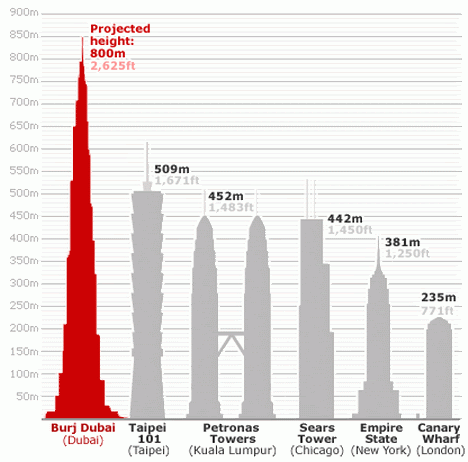 900m
850m
800m
750m
700m
650m
600m
550m
500m
450m
400m
350m
300m
250m
200m
150m
100m
50m
Projected
height:
800m
2,625ft
509m
1,671ft
452m
1,483ft
442m
1,450ft
381m
1,250ft
235m
771ft
Burj Dubai
(Dubai)
Taipei
101
(Taipei)
Petronas
Towers
(Kuala Lumpur)
Sears
Tower
(Chicago)
Empire
State
(New York)
Canary
Wharf
(London)